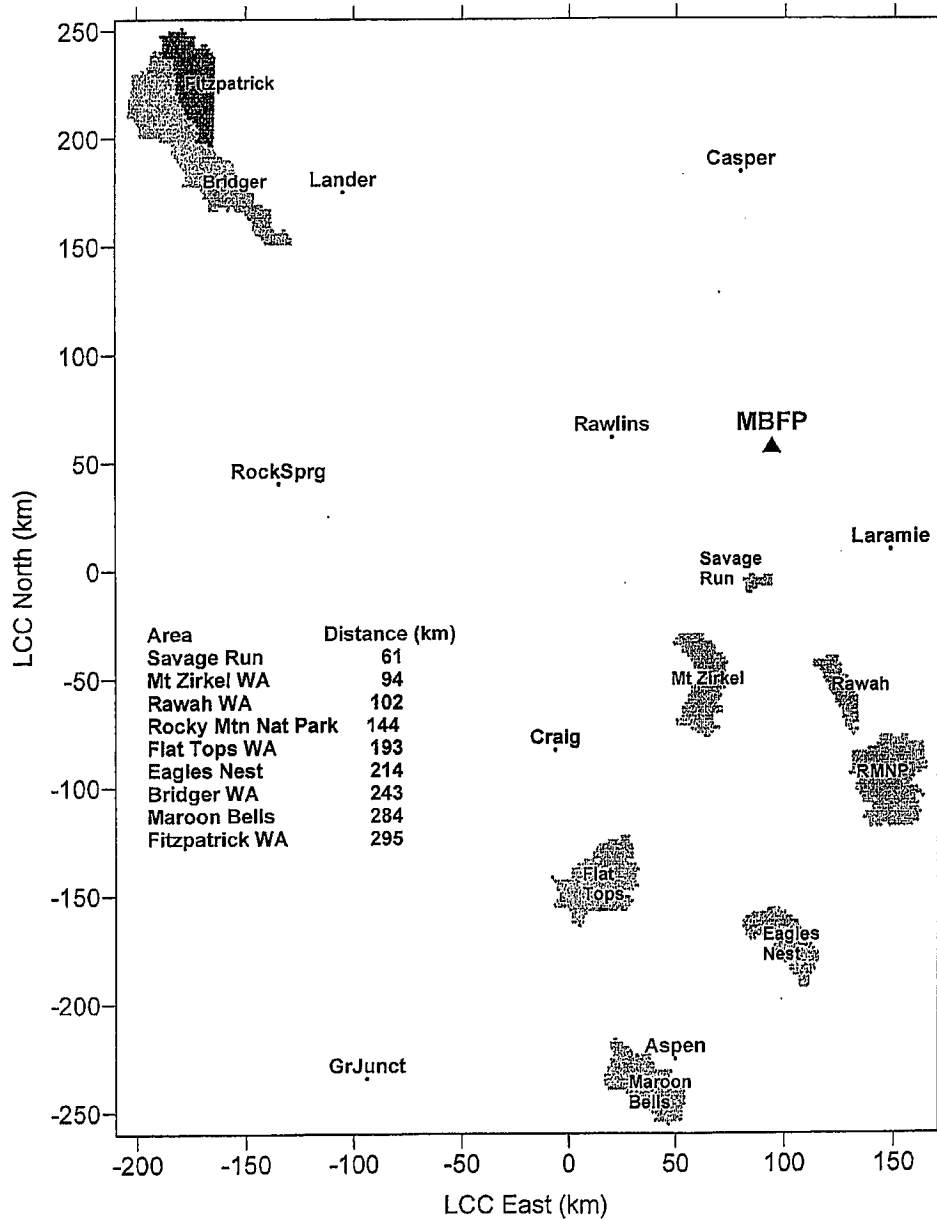 250
Fitzpatrick
200
Casper
Bridger
Lander
150
100
Rawlins
MBFP
50
RockSprg
Laramie
LCC North (km)
Savage
Run
0
Area Distance (km)
Savage Run 61
Mt Zirkel WA 94
Rawah WA 102
Rocky Mtn Nat Park 144
Flat Tops WA 193
Eagles Nest 214
Bridger WA 243
Maroon Bells 284
Fitzpatrick WA 295
-50
Mt Zirkel
Rawah
Craig
RMNP
-100
Flat
Tops
-150
Eagles
Nest
-200
Aspen
GrJunct
Maroon
Bells
-250
-200 -150 -100 -50 0 50 100 150
LCC East (km)